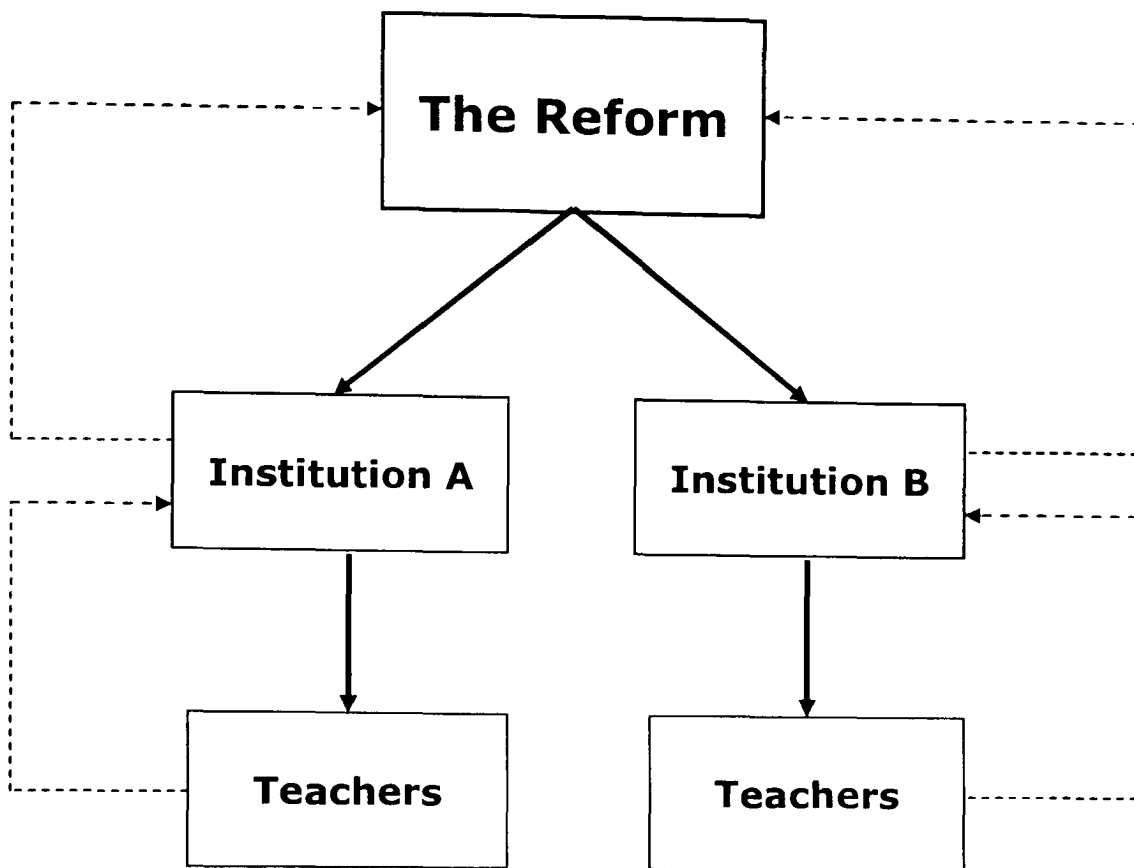 The Reform
Institution A
Institution B
Teachers
Teachers